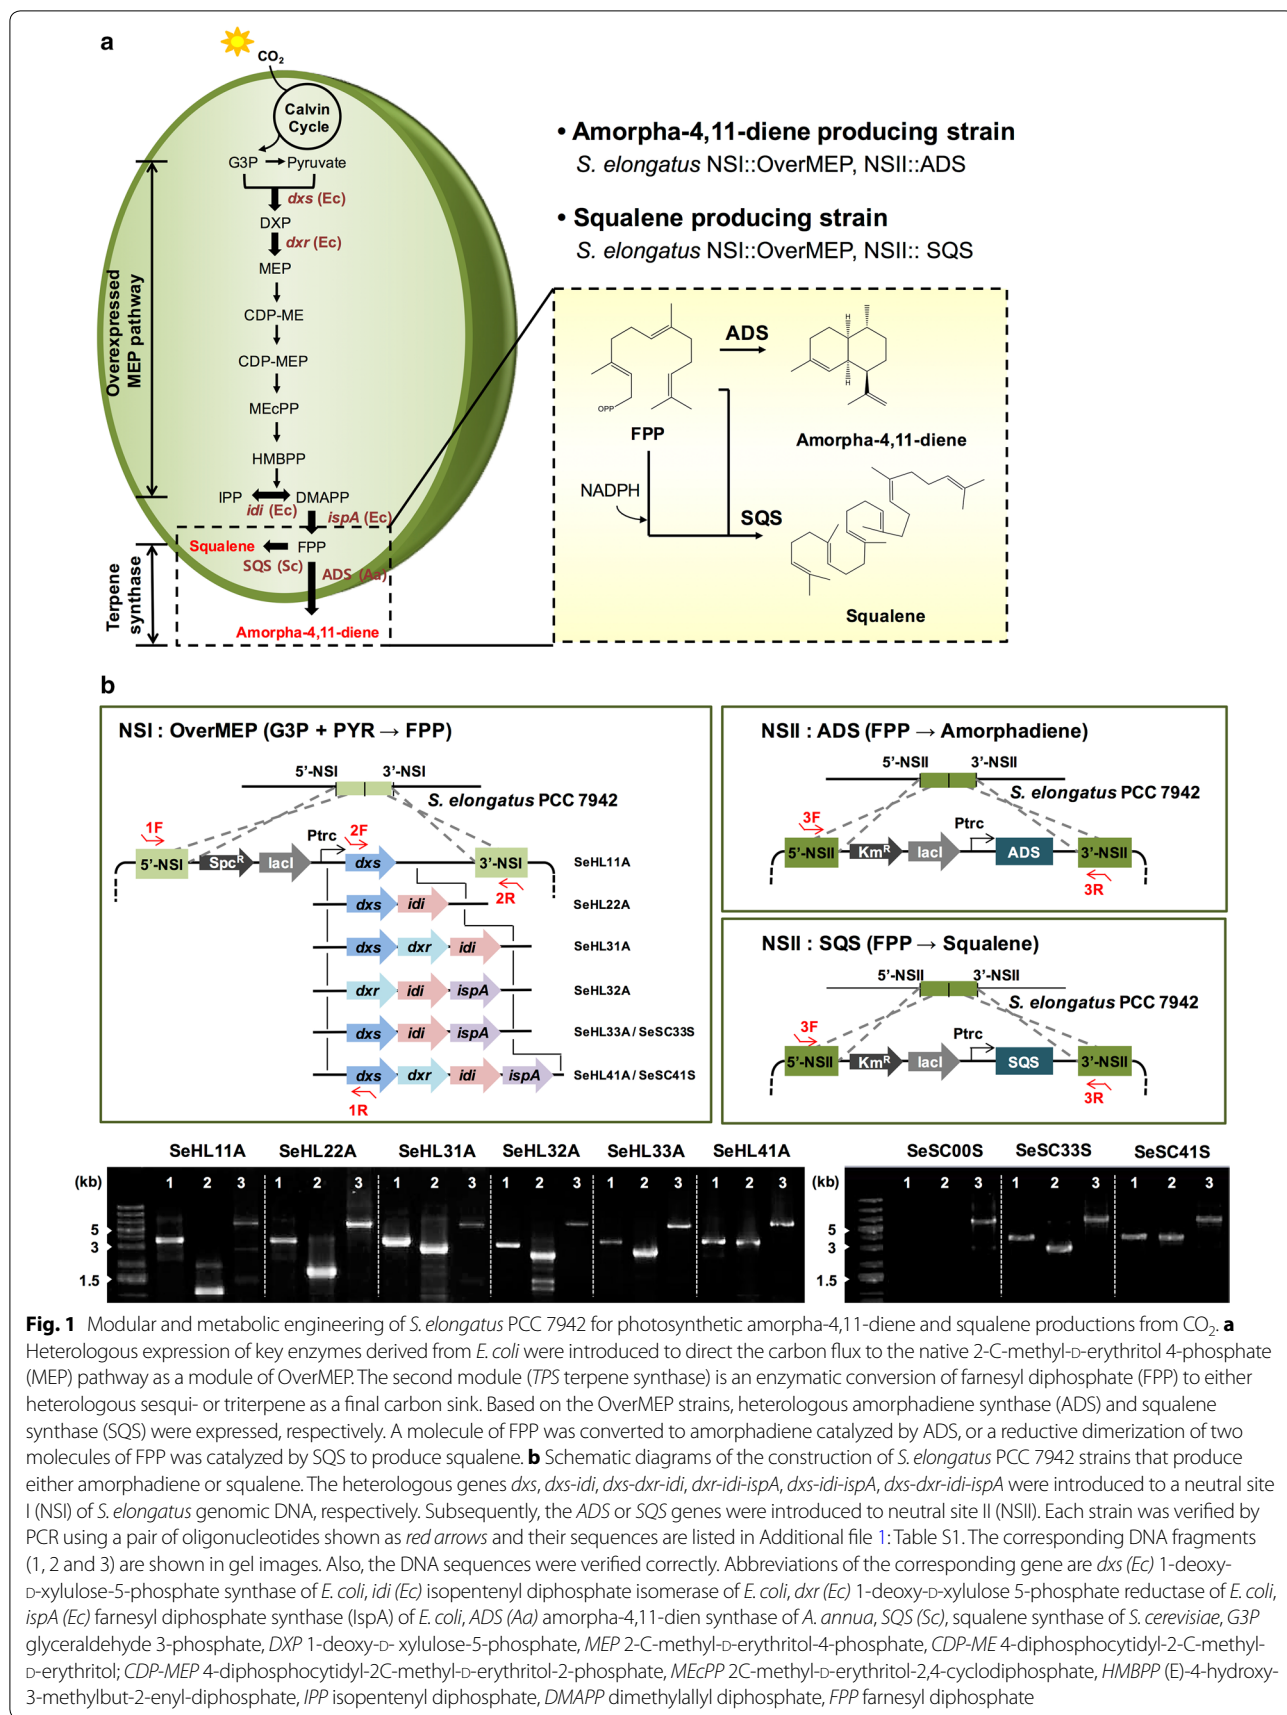 a
CO2
Calvin
Cycle
G3P
Pyruvate
dxs (Ec)
DXP
dxr (Ec)
MEP
CDP-ME
CDP-MEP
MEcPP
HMBPP
IPP
DMAPP
idi (Ec)
ispA (Ec)
Squalene
FPP
SQS (Sc)
ADS (Aa)
Amorpha-4,11-diene
Overexpressed
MEP pathway
Terpene
synthase
• Amorpha-4,11-diene producing strain
S. elongatus NSI::OverMEP, NSII::ADS
• Squalene producing strain
S. elongatus NSI::OverMEP, NSII:: SQS
ADS
H
H
OPP
FPP
Amorpha-4,11-diene
NADPH
SQS
Squalene
b
NSI : OverMEP (G3P + PYR → FPP)
5’-NSI
3’-NSI
S. elongatus PCC 7942
1F
Ptrc
2F
5’-NSI
SpcR
lacI
dxs
3’-NSI
SeHL11A
2R
dxs
idi
SeHL22A
dxs
dxr
idi
SeHL31A
dxr
idi
ispA
SeHL32A
dxs
idi
ispA
SeHL33A / SeSC33S
dxs
dxr
idi
ispA
SeHL41A / SeSC41S
1R
NSII : ADS (FPP → Amorphadiene)
5’-NSII
3’-NSII
S. elongatus PCC 7942
3F
Ptrc
5’-NSII
KmR
lacI
ADS
3’-NSII
3R
NSII : SQS (FPP → Squalene)
5’-NSII
3’-NSII
S. elongatus PCC 7942
3F
Ptrc
5’-NSII
KmR
lacI
SQS
3’-NSII
3R
SeHL11A SeHL22A SeHL31A SeHL32A SeHL33A SeHL41A
(kb) 1 2 3 1 2 3 1 2 3 1 2 3 1 2 3 1 2 3
5
3
1.5
SeSC00S SeSC33S SeSC41S
(kb) 1 2 3 1 2 3 1 2 3
5
3
1.5
Fig. 1 Modular and metabolic engineering of S. elongatus PCC 7942 for photosynthetic amorpha-4,11-diene and squalene productions from CO2. a
Heterologous expression of key enzymes derived from E. coli were introduced to direct the carbon flux to the native 2-C-methyl-D-erythritol 4-phosphate
(MEP) pathway as a module of OverMEP. The second module (TPS terpene synthase) is an enzymatic conversion of farnesyl diphosphate (FPP) to either
heterologous sesqui- or triterpene as a final carbon sink. Based on the OverMEP strains, heterologous amorphadiene synthase (ADS) and squalene
synthase (SQS) were expressed, respectively. A molecule of FPP was converted to amorphadiene catalyzed by ADS, or a reductive dimerization of two
molecules of FPP was catalyzed by SQS to produce squalene. b Schematic diagrams of the construction of S. elongatus PCC 7942 strains that produce
either amorphadiene or squalene. The heterologous genes dxs, dxs-idi, dxs-dxr-idi, dxr-idi-ispA, dxs-idi-ispA, dxs-dxr-idi-ispA were introduced to a neutral site
I (NSI) of S. elongatus genomic DNA, respectively. Subsequently, the ADS or SQS genes were introduced to neutral site II (NSII). Each strain was verified by
PCR using a pair of oligonucleotides shown as red arrows and their sequences are listed in Additional file 1: Table S1. The corresponding DNA fragments
(1, 2 and 3) are shown in gel images. Also, the DNA sequences were verified correctly. Abbreviations of the corresponding gene are dxs (Ec) 1-deoxy-
D-xylulose-5-phosphate synthase of E. coli, idi (Ec) isopentenyl diphosphate isomerase of E. coli, dxr (Ec) 1-deoxy-D-xylulose 5-phosphate reductase of E. coli,
ispA (Ec) farnesyl diphosphate synthase (IspA) of E. coli, ADS (Aa) amorpha-4,11-dien synthase of A. annua, SQS (Sc), squalene synthase of S. cerevisiae, G3P
glyceraldehyde 3-phosphate, DXP 1-deoxy-D- xylulose-5-phosphate, MEP 2-C-methyl-D-erythritol-4-phosphate, CDP-ME 4-diphosphocytidyl-2-C-methyl-
D-erythritol; CDP-MEP 4-diphosphocytidyl-2C-methyl-D-erythritol-2-phosphate, MEcPP 2C-methyl-D-erythritol-2,4-cyclodiphosphate, HMBPP (E)-4-hydroxy-
3-methylbut-2-enyl-diphosphate, IPP isopentenyl diphosphate, DMAPP dimethylallyl diphosphate, FPP farnesyl diphosphate